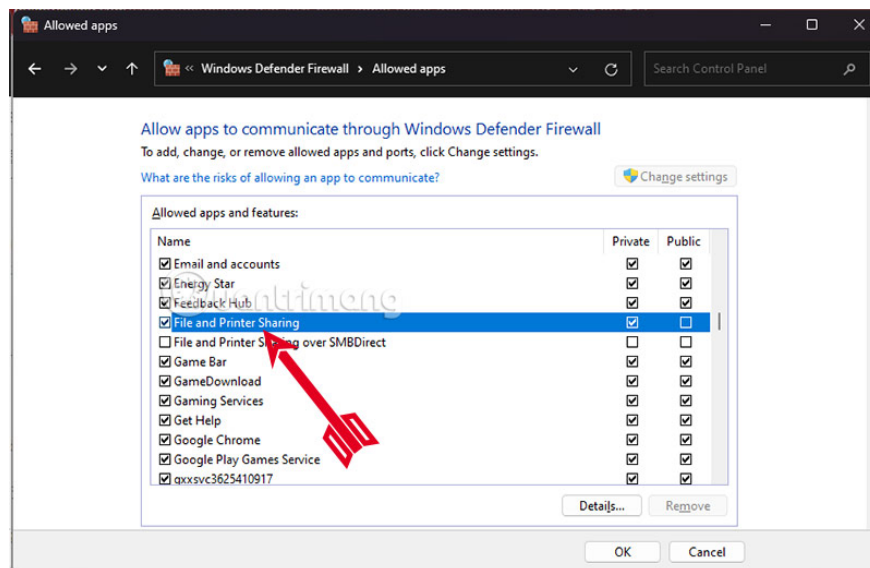 Allowed apps
« Windows Defender Firewall > Allowed apps
Search Control Panel
Allow apps to communicate through Windows Defender Firewall
To add, change, or remove allowed apps and ports, click Change settings.
What are the risks of allowing an app to communicate?
Change settings
Allowed apps and features:
Name Private Public
Email and accounts
Energy Star
Feedback Hub
uantrimang
File and Printer Sharing
File and Printer Sharing over SMBDirect
Game Bar
GameDownload
Gaming Services
Get Help
Google Chrome
Google Play Games Service
gxxsvc3625410917
Details... Remove
OK Cancel